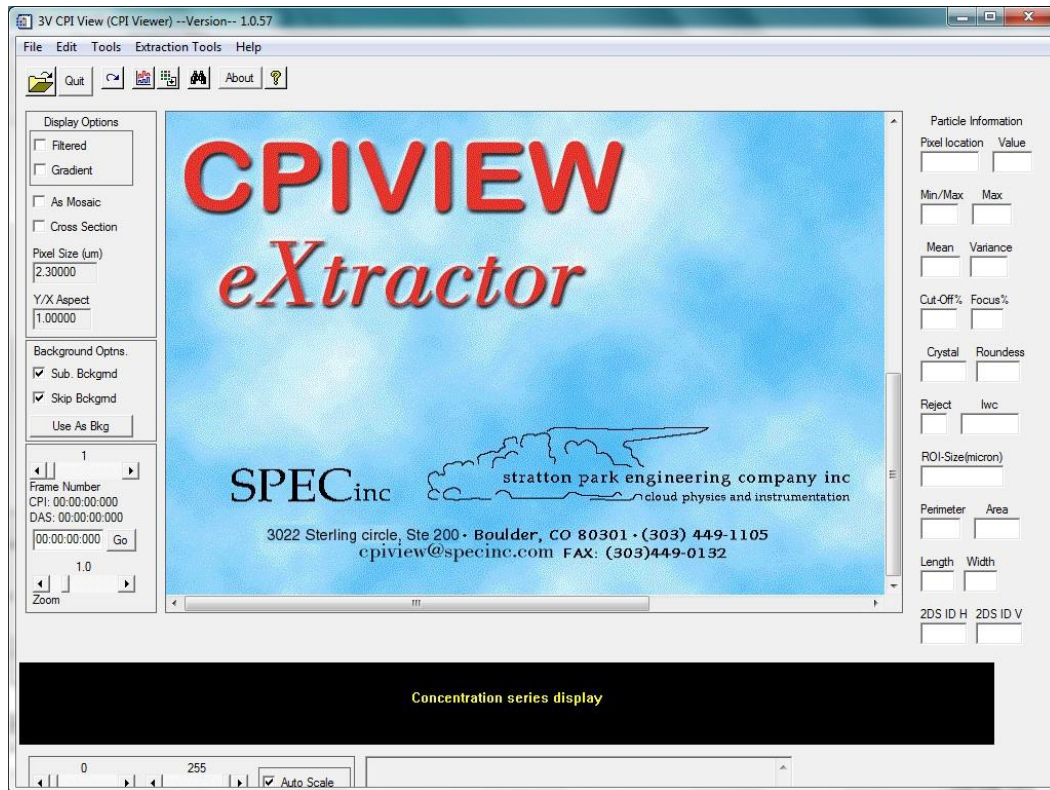 3V CPI View (CPI Viewer) --Version-- 1.0.57
File Edit Tools Extraction Tools Help
Quit About ?
Display Options
Filtered
Gradient
As Mosaic
Cross Section
Pixel Size (um)
2.30000
Y/X Aspect
1.00000
Background Optns.
Sub. Bckgmd
Skip Bckgmd
Use As Bkg
1
Frame Number
CPI: 00:00:00:000
DAS: 00:00:00:000
00:00:00:000 Go
1.0
Zoom
CPIVIEW
eXtractor
SPECinc
stratton park engineering company inc
cloud physics and instrumentation
3022 Sterling circle, Ste 200 · Boulder, CO 80301 · (303) 449-1105
cpiview@specinc.com FAX: (303)449-0132
Particle Information
Pixel location Value
Min/Max Max
Mean Variance
Cut-Off% Focus%
Crystal Roundess
Reject Iwc
ROI-Size(micron)
Perimeter Area
Length Width
2DS ID H 2DS ID V
Concentration series display
0 255
Auto Scale